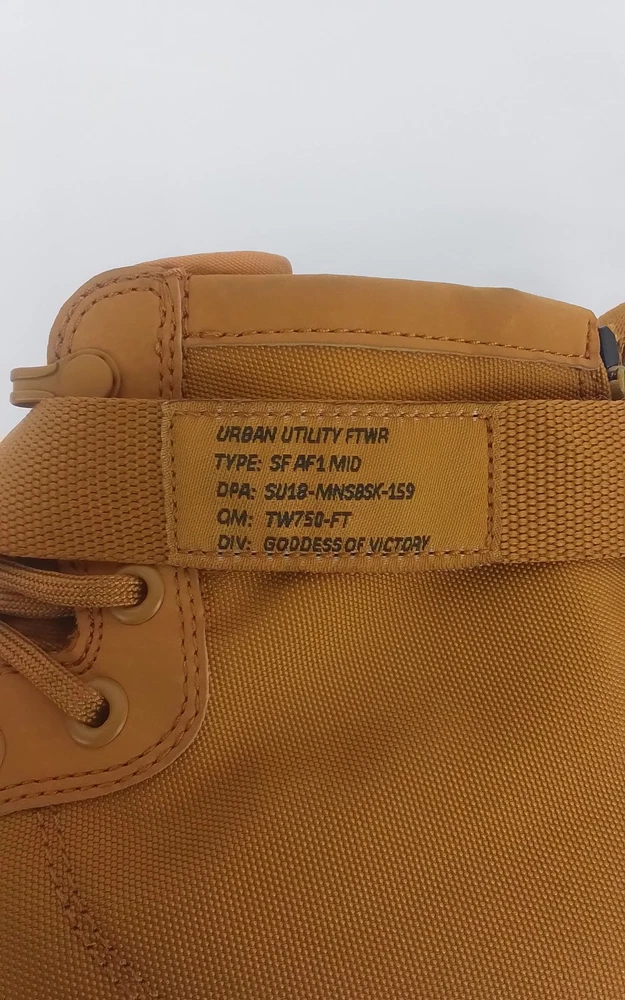 URBAN UTILITY FTWR
TYPE: SF AF1 MID
DPA: SU18-MNSBSK-159
QM: TW750-FT
DIV: GODDESS OF VICTORY